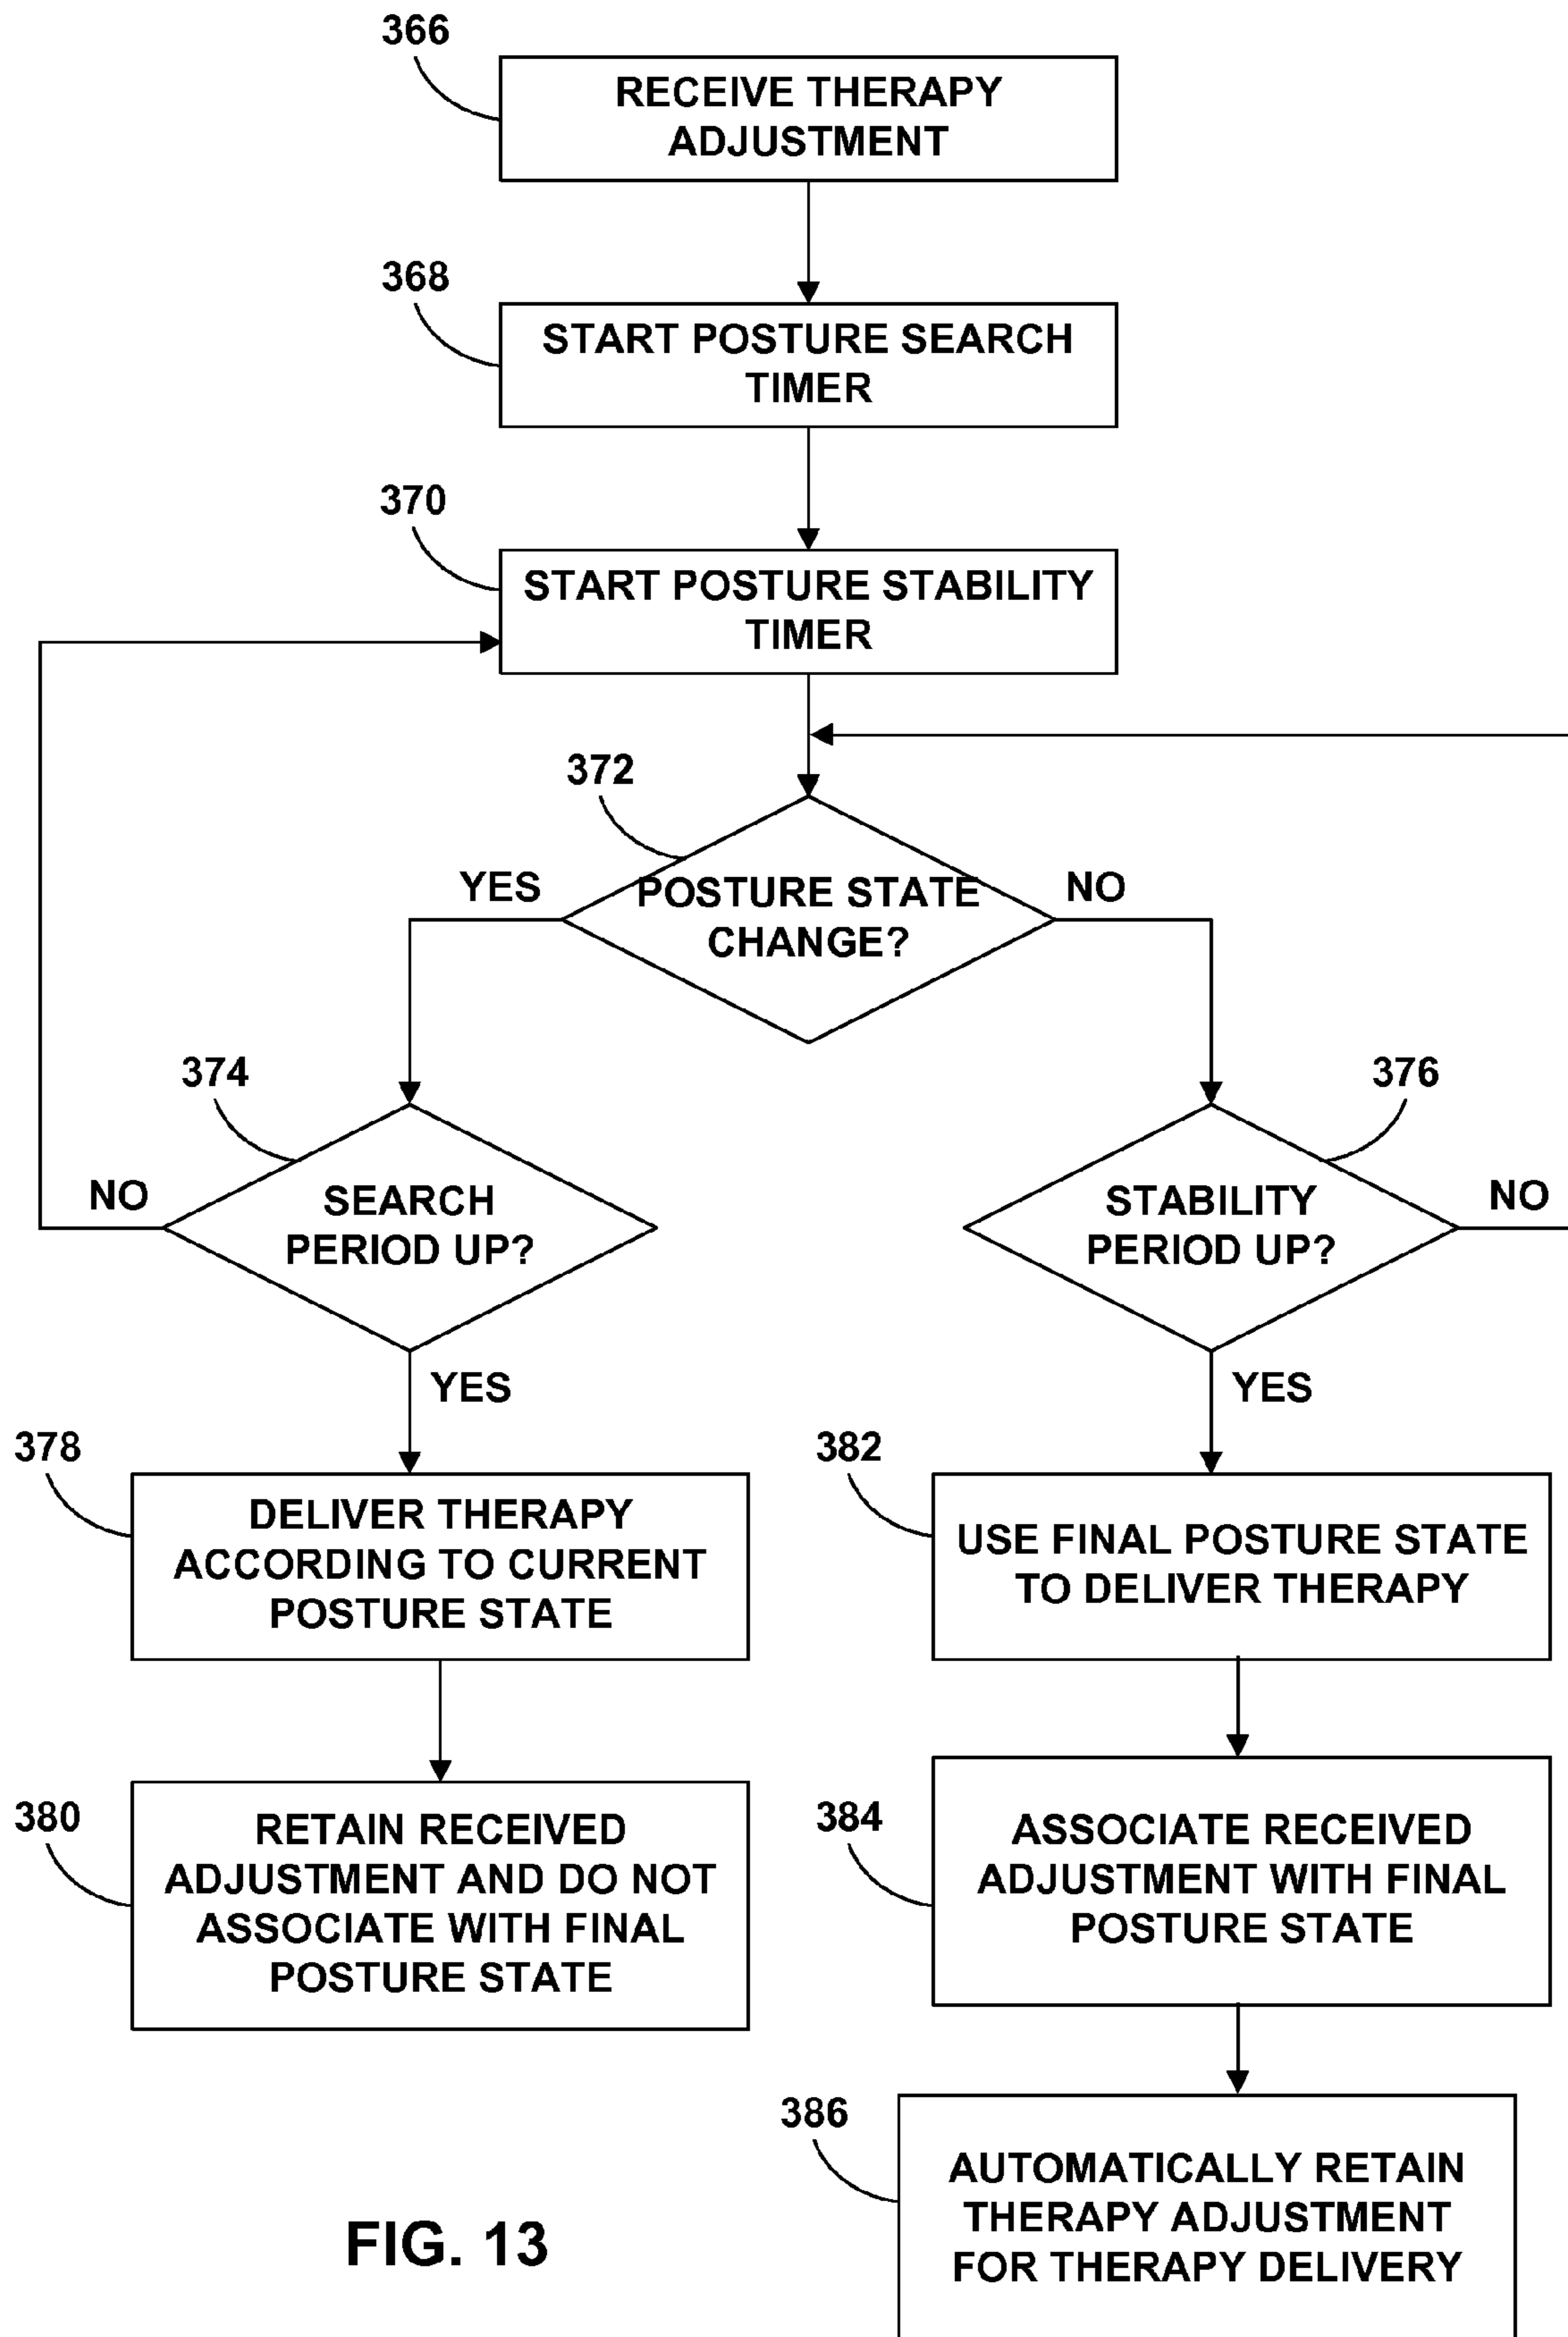 366
RECEIVE THERAPY
ADJUSTMENT
368
START POSTURE SEARCH
TIMER
370
START POSTURE STABILITY
TIMER
372
YES
POSTURE STATE
CHANGE?
NO
374
376
NO
SEARCH
PERIOD UP?
STABILITY
PERIOD UP?
NO
YES
YES
378
DELIVER THERAPY
ACCORDING TO CURRENT
POSTURE STATE
382
USE FINAL POSTURE STATE
TO DELIVER THERAPY
380
RETAIN RECEIVED
ADJUSTMENT AND DO NOT
ASSOCIATE WITH FINAL
POSTURE STATE
384
ASSOCIATE RECEIVED
ADJUSTMENT WITH FINAL
POSTURE STATE
386
AUTOMATICALLY RETAIN
THERAPY ADJUSTMENT
FOR THERAPY DELIVERY
FIG. 13